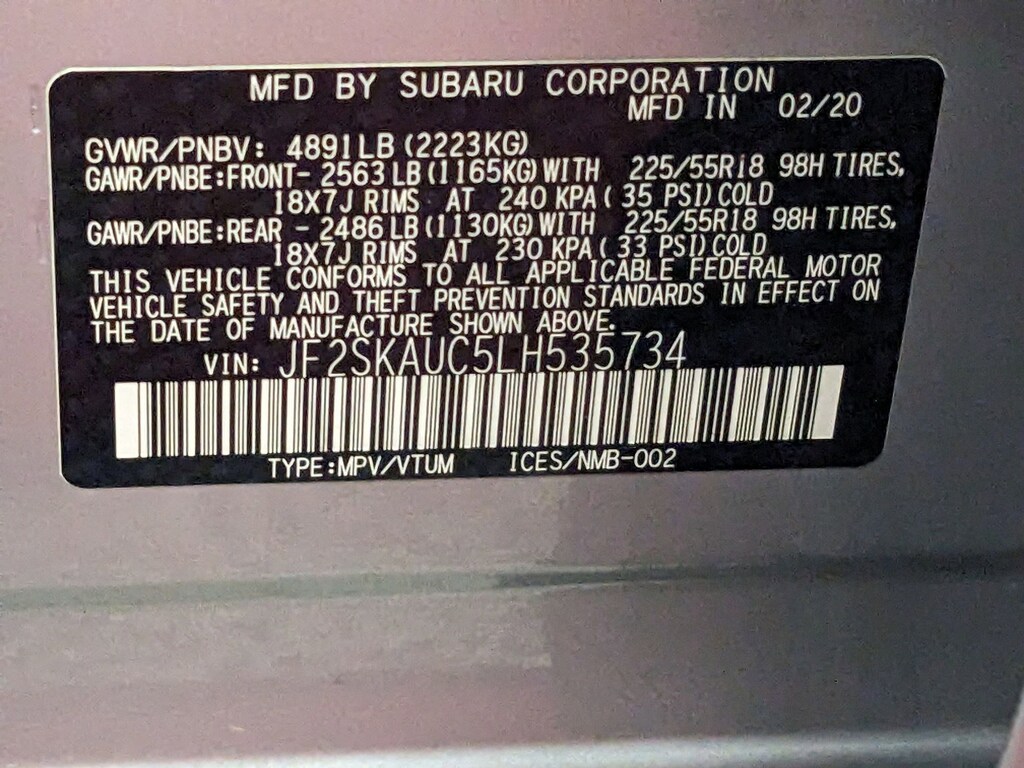 MFD BY SUBARU CORPORATION
MFD IN 02/20
GVWR/PNBV: 4891LB (2223KG)
GAWR/PNBE:FRONT- 2563LB (1165KG) WITH 225/55R18 98H TIRES,
18X7J RIMS AT 240 KPA ( 35 PSI) COLD
GAWR/PNBE:REAR - 2486LB (1130KG) WITH 225/55R18 98H TIRES,
18X7J RIMS AT 230 KPA ( 33 PSI) COLD
THIS VEHICLE CONFORMS TO ALL APPLICABLE FEDERAL MOTOR
VEHICLE SAFETY AND THEFT PREVENTION STANDARDS IN EFFECT ON
THE DATE OF MANUFACTURE SHOWN ABOVE.
VIN: JF2SKAUC5LH535734
TYPE:MPV/VTUM ICES/NMB-002